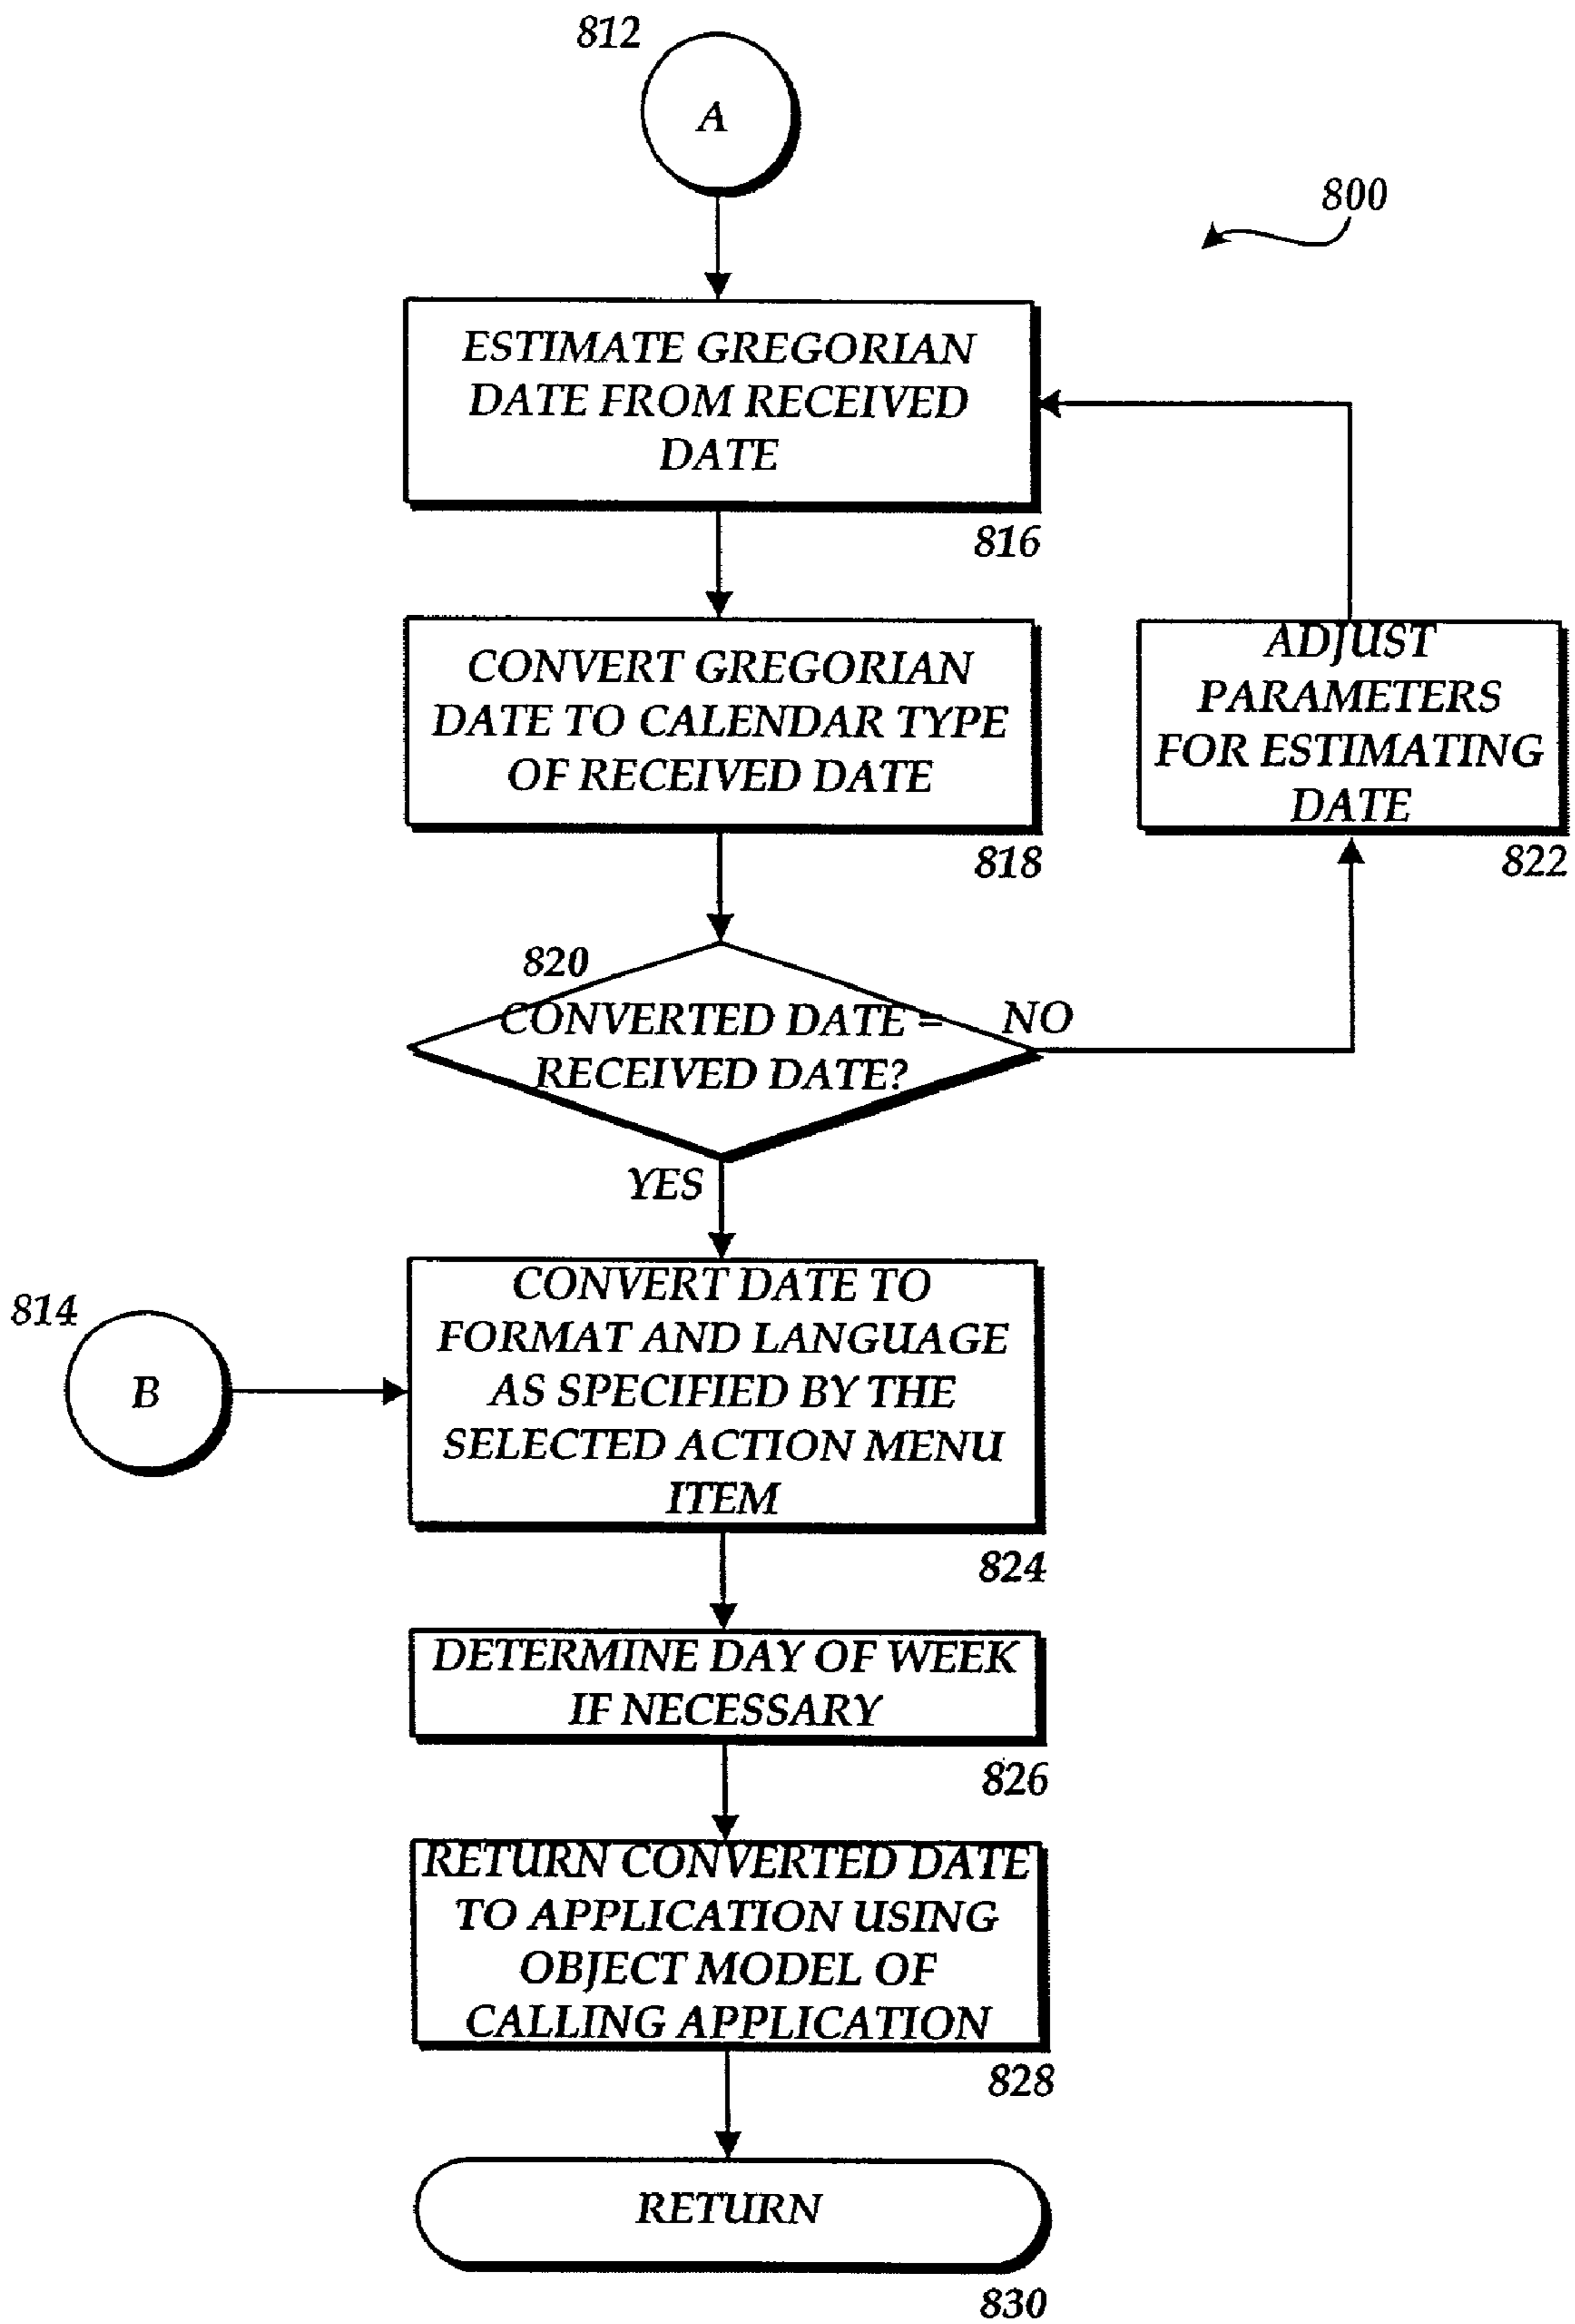 812
A
800
ESTIMATE GREGORIAN
DATE FROM RECEIVED
DATE
816
CONVERT GREGORIAN
DATE TO CALENDAR TYPE
OF RECEIVED DATE
818
ADJUST
PARAMETERS
FOR ESTIMATING
DATE
822
820
CONVERTED DATE =
RECEIVED DATE?
NO
YES
814
B
CONVERT DATE TO
FORMAT AND LANGUAGE
AS SPECIFIED BY THE
SELECTED ACTION MENU
ITEM
824
DETERMINE DAY OF WEEK
IF NECESSARY
826
RETURN CONVERTED DATE
TO APPLICATION USING
OBJECT MODEL OF
CALLING APPLICATION
828
RETURN
830